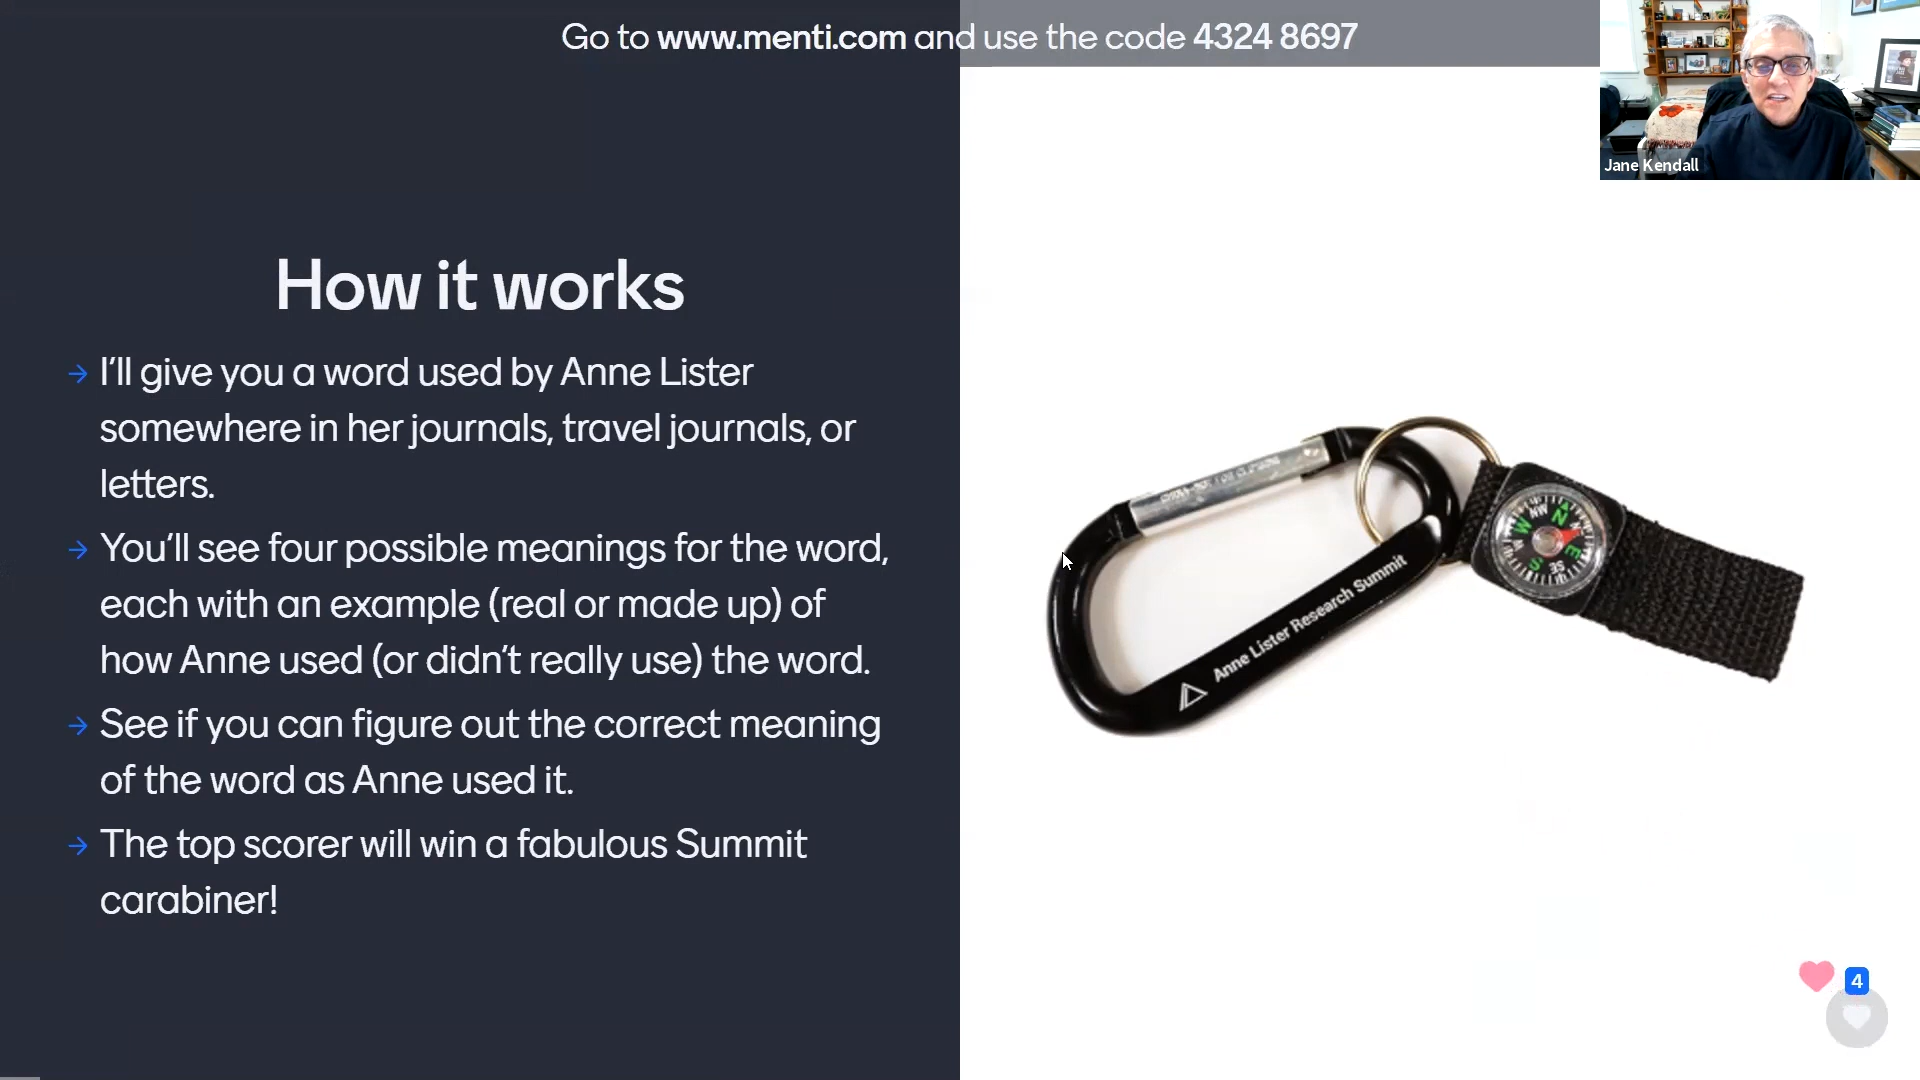 Go to www.menti.com and use the code 4324 8697
Jane Kendall
How it works
→ I'll give you a word used by Anne Lister
somewhere in her journals, travel journals, or
letters.
→ You'll see four possible meanings for the word,
each with an example (real or made up) of
how Anne used (or didn't really use) the word.
→ See if you can figure out the correct meaning
of the word as Anne used it.
→ The top scorer will win a fabulous Summit
carabiner!
Anne Lister Research Summit
N
NW
W
E
S
SE
4